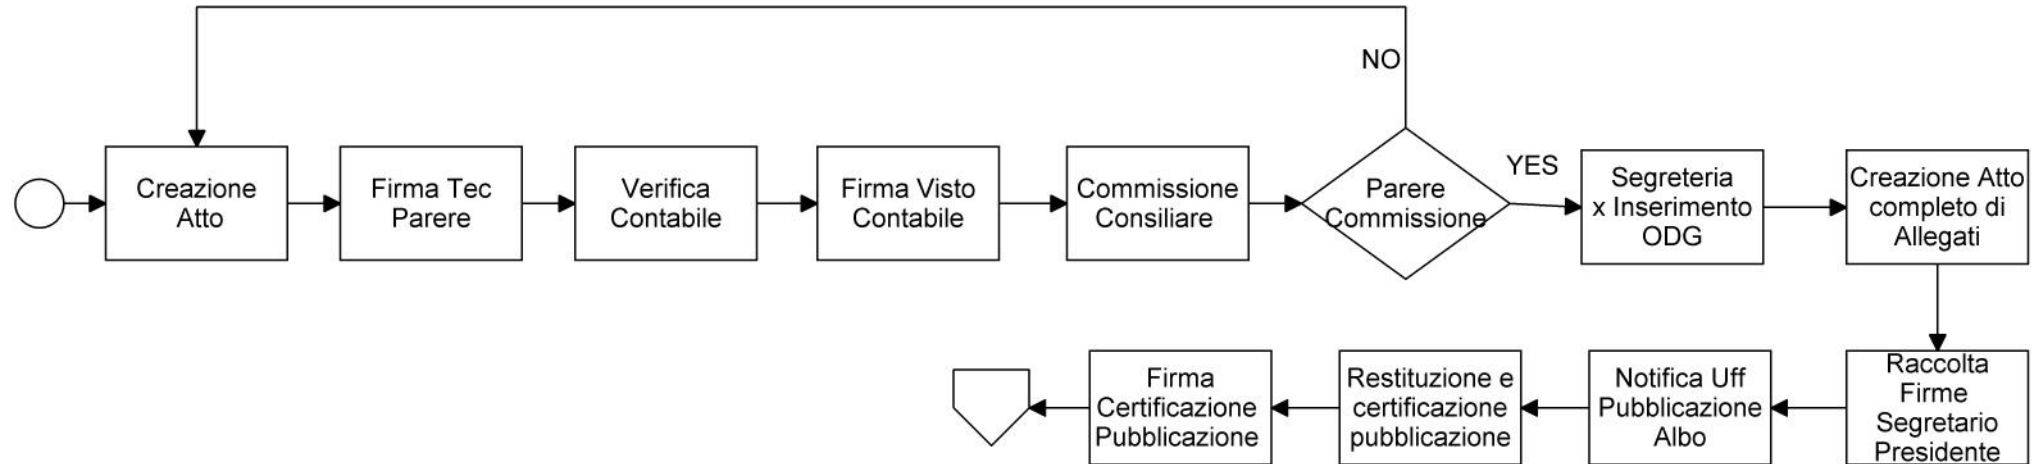 NO
Creazione
Atto
Firma Tec
Parere
Verifica
Contabile
Firma Visto
Contabile
Commissione
Consiliare
Parere
Commissione
YES
Segreteria
x Inserimento
ODG
Creazione Atto
completo di
Allegati
Raccolta
Firme
Segretario
Presidente
Notifica Uff
Pubblicazione
Albo
Restituzione e
certificazione
pubblicazione
Firma
Certificazione
Pubblicazione